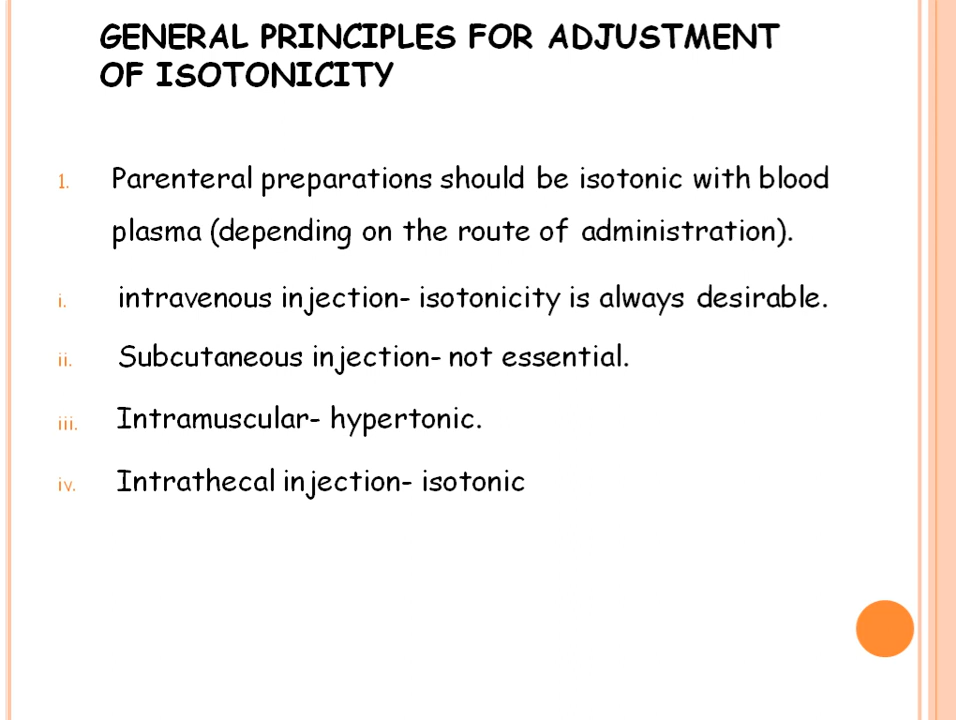 GENERAL PRINCIPLES FOR ADJUSTMENT
OF ISOTONICITY
1. Parenteral preparations should be isotonic with blood
plasma (depending on the route of administration).
i. intravenous injection- isotonicity is always desirable.
ii. Subcutaneous injection- not essential.
iii. Intramuscular- hypertonic.
iv. Intrathecal injection- isotonic